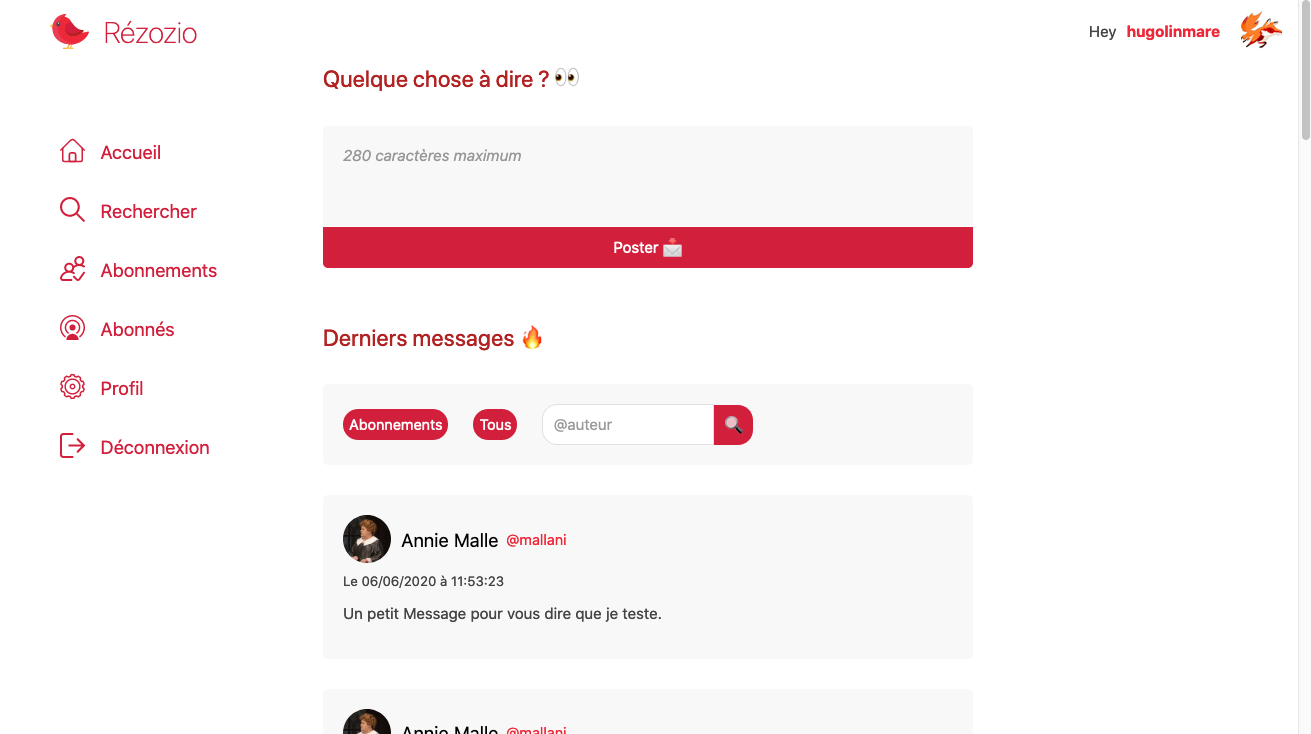 Rézozio
Hey hugolinmare
Quelque chose à dire ? 👀
280 caractères maximum
Poster 📩
Accueil
Rechercher
Abonnements
Abonnés
Profil
Déconnexion
Derniers messages 🔥
Abonnements Tous @auteur 🔍
Annie Malle @mallani
Le 06/06/2020 à 11:53:23
Un petit Message pour vous dire que je teste.
Annie Malle @mallani